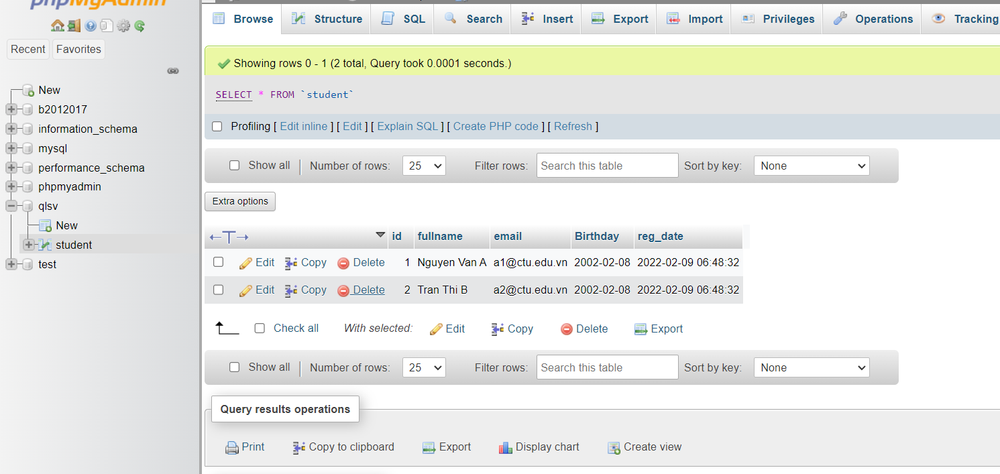 phpMyAdmin
Recent Favorites
New
b2012017
information_schema
mysql
performance_schema
phpmyadmin
qlsv
New
student
test
Browse Structure SQL Search Insert Export Import Privileges Operations Tracking
Showing rows 0 - 1 (2 total, Query took 0.0001 seconds.)
SELECT * FROM `student`
Profiling [ Edit inline ] [ Edit ] [ Explain SQL ] [ Create PHP code ] [ Refresh ]
Show all Number of rows: 25 Filter rows: Search this table Sort by key: None
Extra options
←T→ id fullname email Birthday reg_date
Edit Copy Delete 1 Nguyen Van A a1@ctu.edu.vn 2002-02-08 2022-02-09 06:48:32
Edit Copy Delete 2 Tran Thi B a2@ctu.edu.vn 2002-02-08 2022-02-09 06:48:32
Check all With selected: Edit Copy Delete Export
Show all Number of rows: 25 Filter rows: Search this table Sort by key: None
Query results operations
Print Copy to clipboard Export Display chart Create view